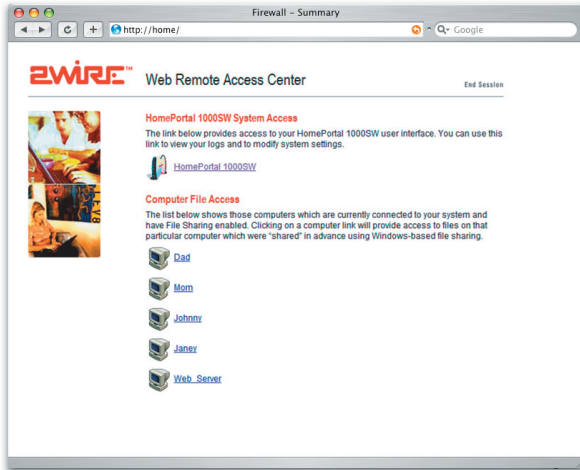 Firewall – Summary
http://home/
Google
2WIRE™ Web Remote Access Center
End Session
HomePortal 1000SW System Access
The link below provides access to your HomePortal 1000SW user interface. You can use this
link to view your logs and to modify system settings.
HomePortal 1000SW
Computer File Access
The list below shows those computers which are currently connected to your system and
have File Sharing enabled. Clicking on a computer link will provide access to files on that
particular computer which were "shared" in advance using Windows-based file sharing.
Dad
Mom
Johnny
Janey
Web Server